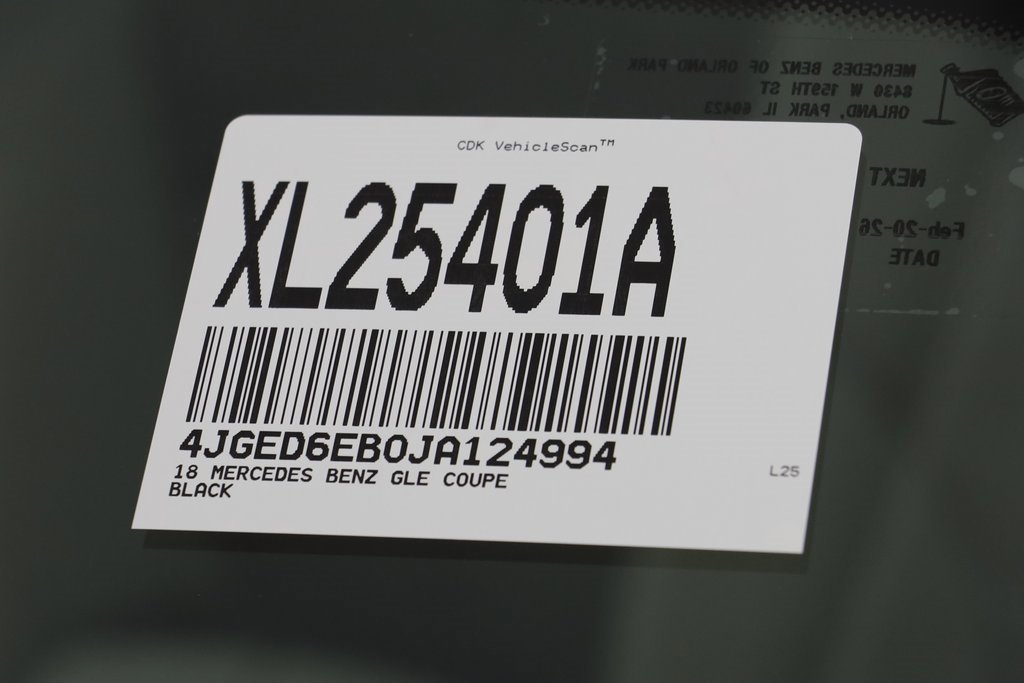 CDK VehicleScan™
XL25401A
4JGED6EB0JA124994
18 MERCEDES BENZ GLE COUPE
BLACK
L25
MERCEDES BENZ OF ORLAND PARK
8430 W 159TH ST
ORLAND, PARK IL 60423
NEXT
Feb-20-26
DATE